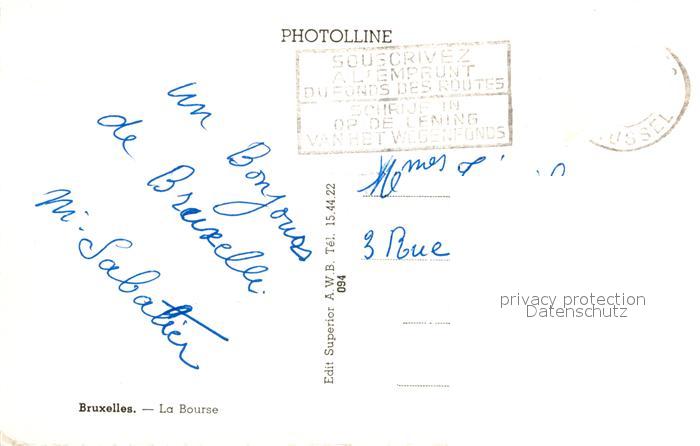 PHOTOLLINE
SOUSCRIVEZ
A L'EMPRUNT
DU FONDS DES ROUTES
SCHRIJF IN
OP DE LENING
VAN HET WEGENFONDS
USSEL
un Bonjour
de Bruxelles
M. Sabatier
Mmes
3 Rue
Edit Superior A.W.B. Tél. 15.44.22
094
privacy protection
Datenschutz
Bruxelles. — La Bourse